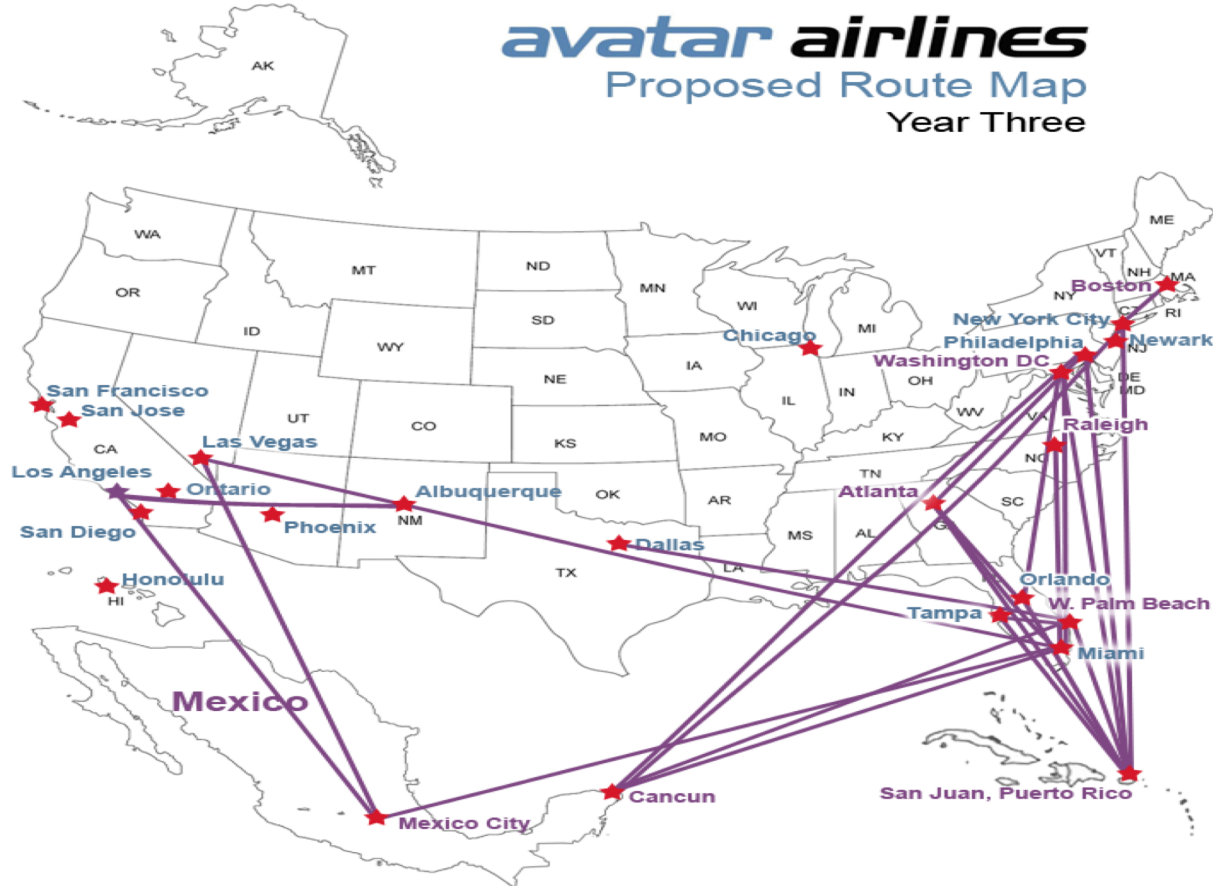 avatar airlines
Proposed Route Map
Year Three
AK
WA
OR
ID
MT
ND
MN
SD
WY
WI
MI
NY
VT
NH
ME
MA
CT
RI
Boston
New York City
Philadelphia
Newark
NJ
Washington DC
DE
MD
Chicago
IA
NE
IL
IN
OH
WV
VA
San Francisco
San Jose
CA
UT
CO
KS
MO
KY
Raleigh
NC
Las Vegas
Los Angeles
Ontario
Albuquerque
NM
OK
AR
TN
Atlanta
SC
GA
San Diego
Phoenix
Dallas
MS
AL
LA
TX
Honolulu
HI
Orlando
W. Palm Beach
Tampa
Miami
Mexico
Cancun
San Juan, Puerto Rico
Mexico City